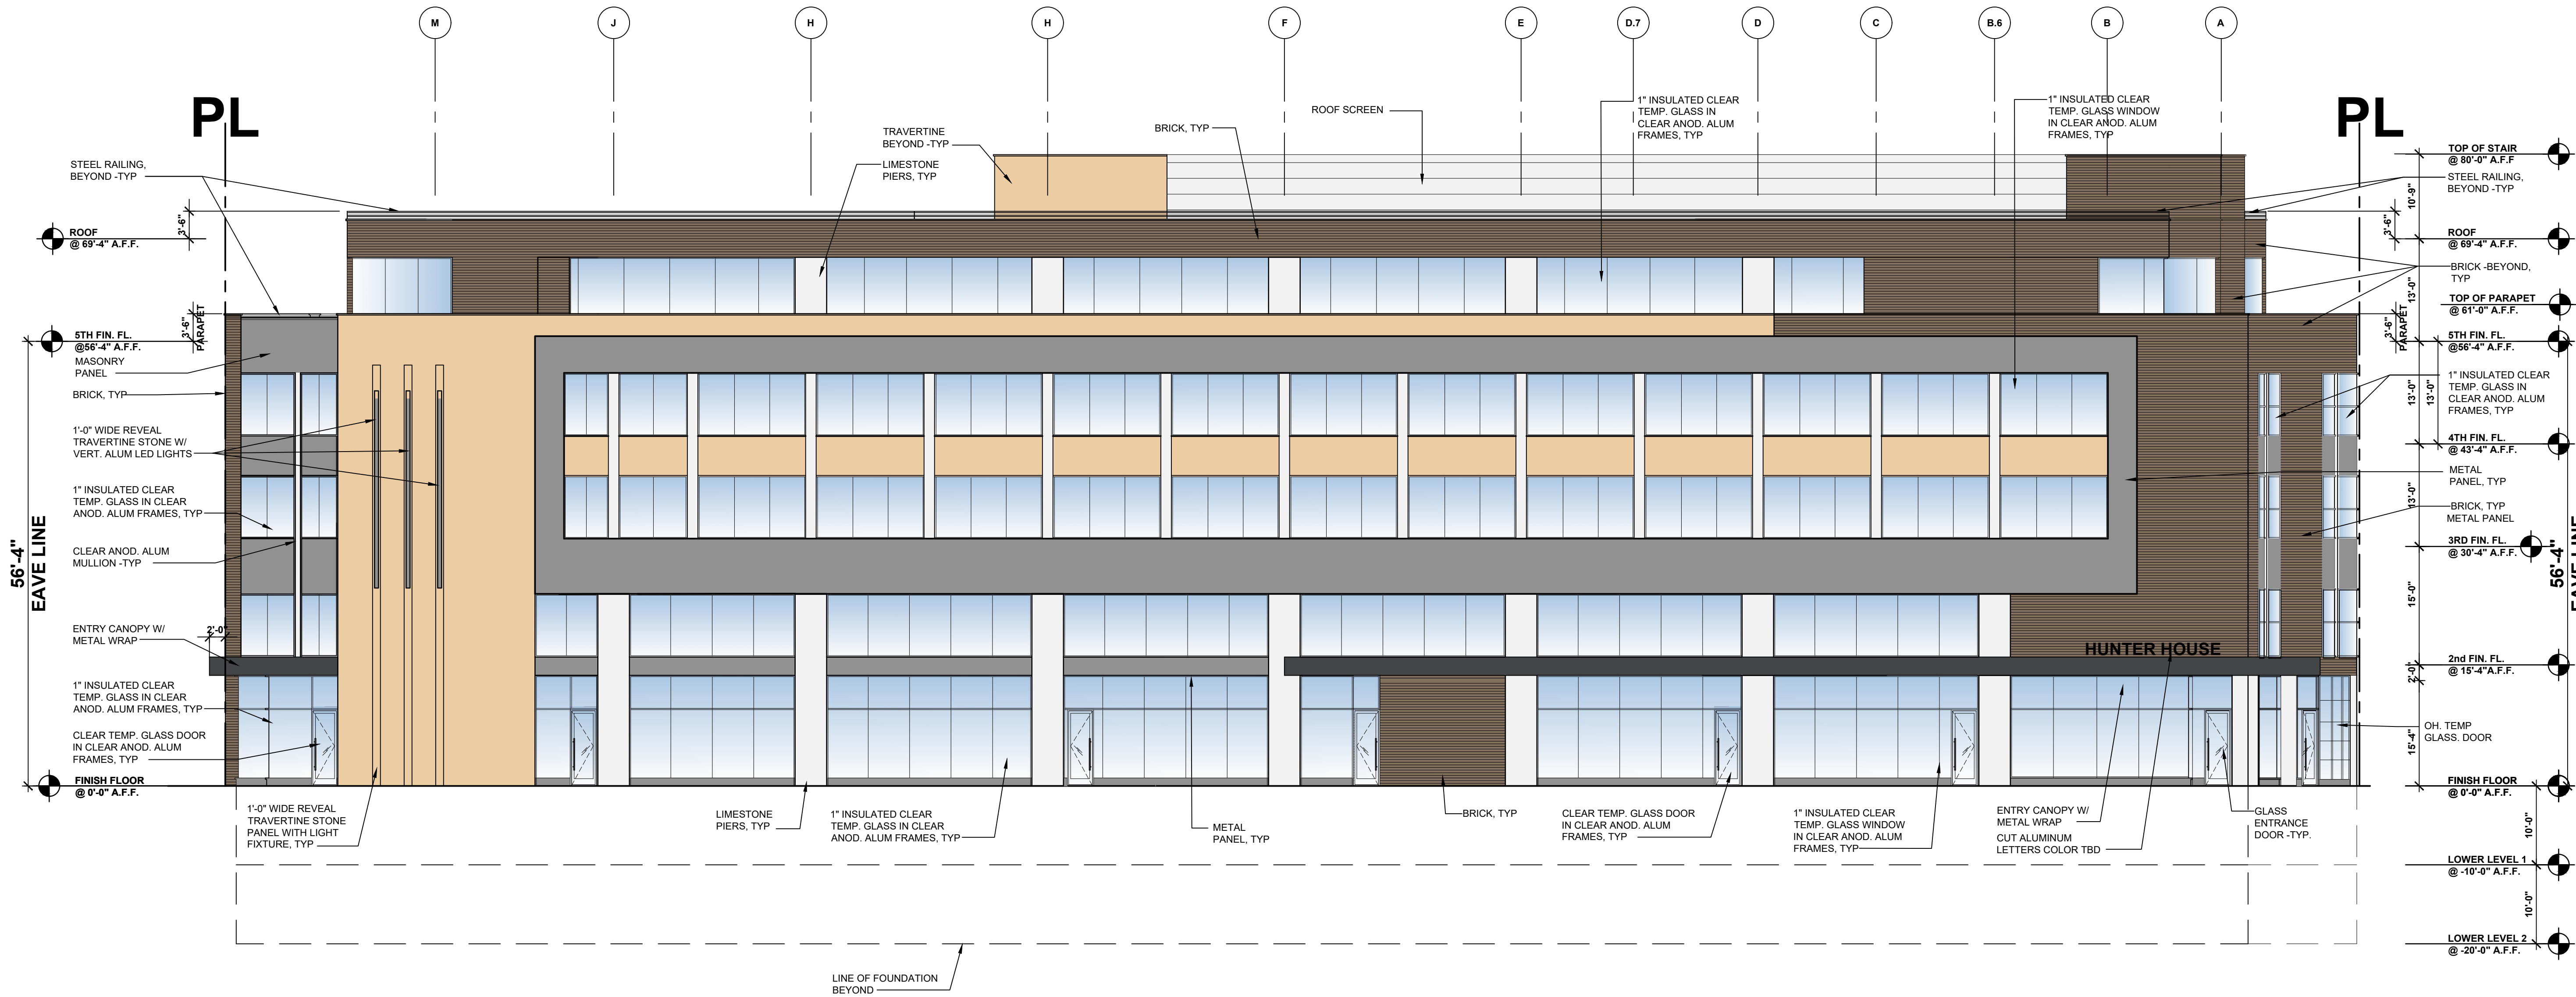 M
J
H
H
F
E
D.7
D
C
B.6
B
A
PL
PL
STEEL RAILING,
BEYOND -TYP
TRAVERTINE
BEYOND -TYP
LIMESTONE
PIERS, TYP
BRICK, TYP
ROOF SCREEN
1" INSULATED CLEAR
TEMP. GLASS IN
CLEAR ANOD. ALUM
FRAMES, TYP
1" INSULATED CLEAR
TEMP. GLASS WINDOW
IN CLEAR ANOD. ALUM
FRAMES, TYP
ROOF
@ 69'-4" A.F.F.
3'-6"
5TH FIN. FL.
@56'-4" A.F.F.
3'-6"
PARAPET
MASONRY
PANEL
BRICK, TYP
1'-0" WIDE REVEAL
TRAVERTINE STONE W/
VERT. ALUM LED LIGHTS
1" INSULATED CLEAR
TEMP. GLASS IN CLEAR
ANOD. ALUM FRAMES, TYP
CLEAR ANOD. ALUM
MULLION -TYP
56'-4"
EAVE LINE
ENTRY CANOPY W/
METAL WRAP
2'-0"
1" INSULATED CLEAR
TEMP. GLASS IN CLEAR
ANOD. ALUM FRAMES, TYP
CLEAR TEMP. GLASS DOOR
IN CLEAR ANOD. ALUM
FRAMES, TYP
FINISH FLOOR
@ 0'-0" A.F.F.
TOP OF STAIR
@ 80'-0" A.F.F
STEEL RAILING,
BEYOND -TYP
10'-9"
3'-6"
ROOF
@ 69'-4" A.F.F.
BRICK -BEYOND,
TYP
13'-0"
TOP OF PARAPET
@ 61'-0" A.F.F.
3'-6"
PARAPET
5TH FIN. FL.
@56'-4" A.F.F.
1" INSULATED CLEAR
TEMP. GLASS IN
CLEAR ANOD. ALUM
FRAMES, TYP
13'-0"
13'-0"
4TH FIN. FL.
@ 43'-4" A.F.F.
METAL
PANEL, TYP
13'-0"
BRICK, TYP
METAL PANEL
3RD FIN. FL.
@ 30'-4" A.F.F.
56'-4"
EAVE LINE
15'-0"
HUNTER HOUSE
2nd FIN. FL.
@ 15'-4"A.F.F.
2'-0"
OH. TEMP
GLASS. DOOR
15'-4"
FINISH FLOOR
@ 0'-0" A.F.F.
1'-0" WIDE REVEAL
TRAVERTINE STONE
PANEL WITH LIGHT
FIXTURE, TYP
LIMESTONE
PIERS, TYP
1" INSULATED CLEAR
TEMP. GLASS IN CLEAR
ANOD. ALUM FRAMES, TYP
METAL
PANEL, TYP
BRICK, TYP
CLEAR TEMP. GLASS DOOR
IN CLEAR ANOD. ALUM
FRAMES, TYP
1" INSULATED CLEAR
TEMP. GLASS WINDOW
IN CLEAR ANOD. ALUM
FRAMES, TYP
ENTRY CANOPY W/
METAL WRAP
CUT ALUMINUM
LETTERS COLOR TBD
GLASS
ENTRANCE
DOOR -TYP.
10'-0"
LOWER LEVEL 1
@ -10'-0" A.F.F.
10'-0"
LOWER LEVEL 2
@ -20'-0" A.F.F.
LINE OF FOUNDATION
BEYOND